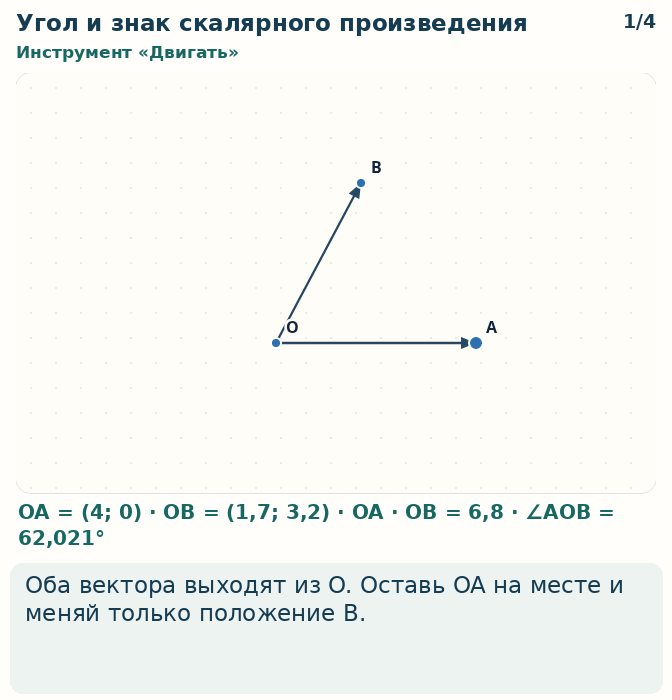 Угол и знак скалярного произведения
1/4
Инструмент «Двигать»
B
O
A
OA = (4; 0) · OB = (1,7; 3,2) · OA · OB = 6,8 · ∠AOB =
62,021°
Оба вектора выходят из O. Оставь OA на месте и
меняй только положение B.